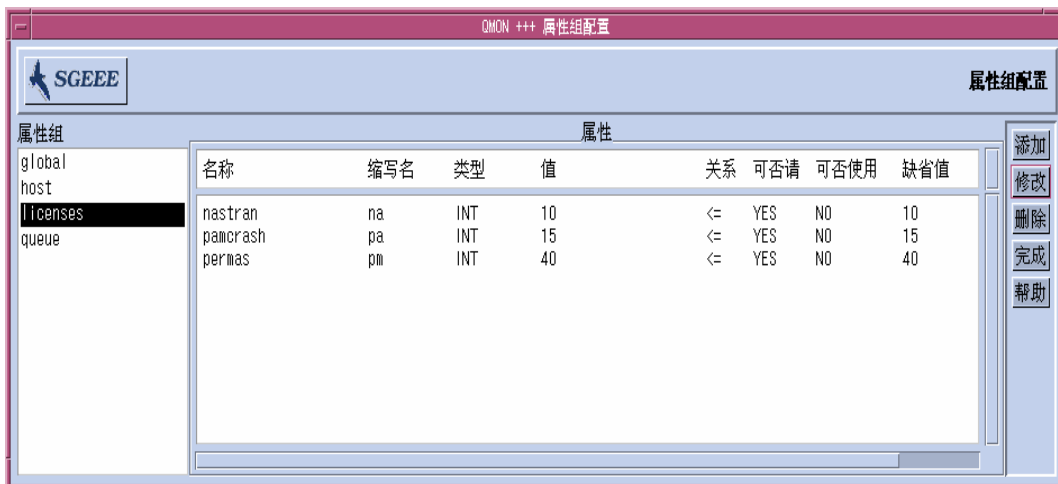 QMON +++ 属性组配置
SGEEE
属性组配置
属性组
global
host
licenses
queue
属性
名称 缩写名 类型 值 关系 可否请 可否使用 缺省值
nastran na INT 10 <= YES NO 10
pamcrash pa INT 15 <= YES NO 15
permas pm INT 40 <= YES NO 40
添加
修改
删除
完成
帮助